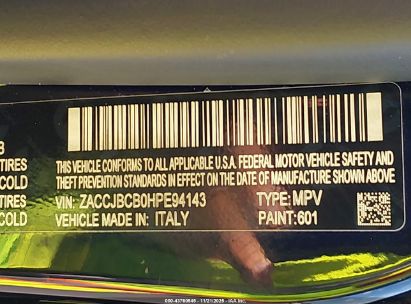 THIS VEHICLE CONFORMS TO ALL APPLICABLE U.S.A. FEDERAL MOTOR VEHICLE SAFETY AND
TIRES
THEFT PREVENTION STANDARDS IN EFFECT ON THE DATE OF MANUFACTURE SHOWN ABOVE
COLD
VIN: ZACCJBCB0HPE94143 TYPE: MPV
TIRES
VEHICLE MADE IN: ITALY PAINT: 601
COLD